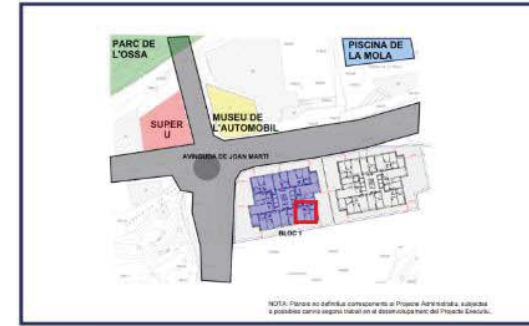 PARC DE
L'OSSA
PISCINA DE
LA MOLA
SUPER
U
MUSEU DE
L'AUTOMOBIL
AVINGUDA DE JOAN MARTÍ
BLOC 1
NOTA: Plànols no definitius corresponents al Projecte Administratiu, subjectes
a possibles canvis segons treball en el desenvolupament del Projecte Executiu.